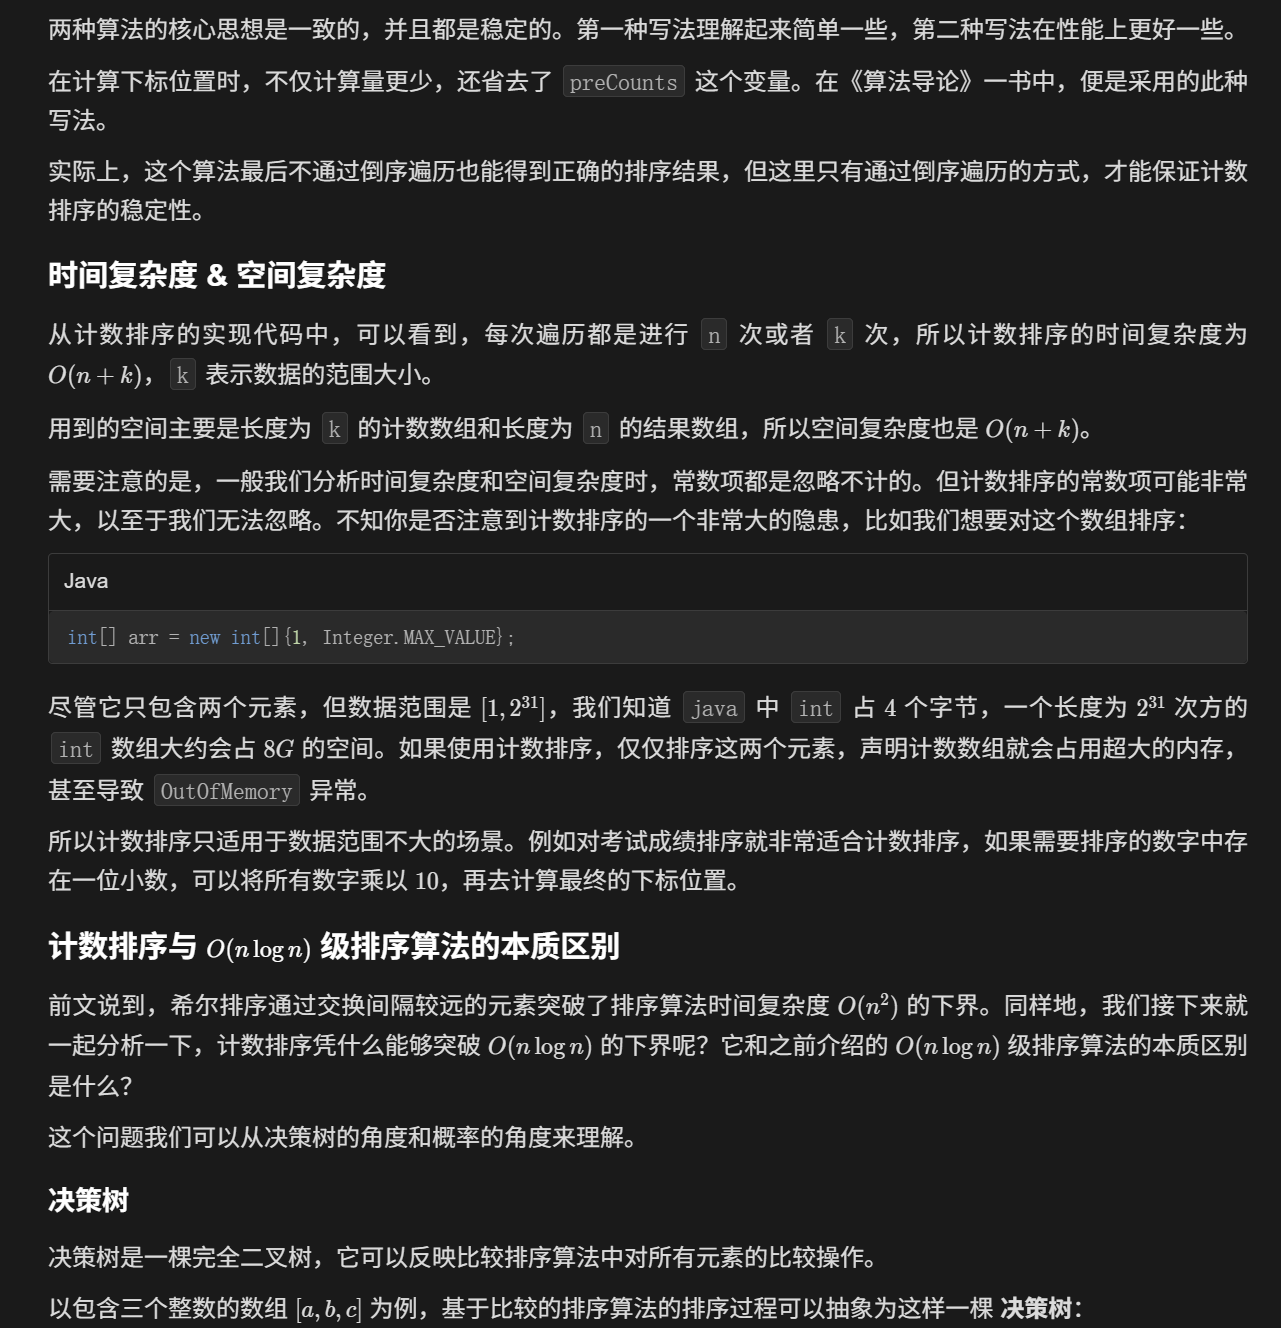 两种算法的核心思想是一致的，并且都是稳定的。第一种写法理解起来简单一些，第二种写法在性能上更好一些。
在计算下标位置时，不仅计算量更少，还省去了 preCounts 这个变量。在《算法导论》一书中，便是采用的此种
写法。
实际上，这个算法最后不通过倒序遍历也能得到正确的排序结果，但这里只有通过倒序遍历的方式，才能保证计数
排序的稳定性。
时间复杂度 & 空间复杂度
从计数排序的实现代码中，可以看到，每次遍历都是进行 n 次或者 k 次，所以计数排序的时间复杂度为
O(n + k)， k 表示数据的范围大小。
用到的空间主要是长度为 k 的计数数组和长度为 n 的结果数组，所以空间复杂度也是 O(n + k)。
需要注意的是，一般我们分析时间复杂度和空间复杂度时，常数项都是忽略不计的。但计数排序的常数项可能非常
大，以至于我们无法忽略。不知你是否注意到计数排序的一个非常大的隐患，比如我们想要对这个数组排序：
Java
int[] arr = new int[]{1, Integer.MAX_VALUE};
尽管它只包含两个元素，但数据范围是 [1, 2³¹]，我们知道 java 中 int 占 4 个字节，一个长度为 2³¹ 次方的
int 数组大约会占 8G 的空间。如果使用计数排序，仅仅排序这两个元素，声明计数数组就会占用超大的内存，
甚至导致 OutOfMemory 异常。
所以计数排序只适用于数据范围不大的场景。例如对考试成绩排序就非常适合计数排序，如果需要排序的数字中存
在一位小数，可以将所有数字乘以 10，再去计算最终的下标位置。
计数排序与 O(n log n) 级排序算法的本质区别
前文说到，希尔排序通过交换间隔较远的元素突破了排序算法时间复杂度 O(n²) 的下界。同样地，我们接下来就
一起分析一下，计数排序凭什么能够突破 O(n log n) 的下界呢？它和之前介绍的 O(n log n) 级排序算法的本质区别
是什么？
这个问题我们可以从决策树的角度和概率的角度来理解。
决策树
决策树是一棵完全二叉树，它可以反映比较排序算法中对所有元素的比较操作。
以包含三个整数的数组 [a, b, c] 为例，基于比较的排序算法的排序过程可以抽象为这样一棵 决策树：